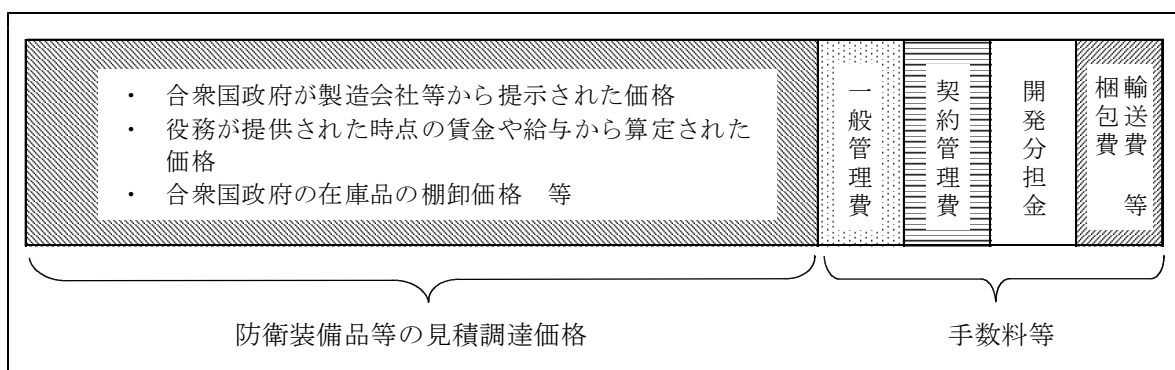 ・ 合衆国政府が製造会社等から提示された価格
・ 役務が提供された時点の賃金や給与から算定された
価格
・ 合衆国政府の在庫品の棚卸価格 等
一般管理費
契約管理費
開発分担金
輸送費 等
梱包費
防衛装備品等の見積調達価格
手数料等